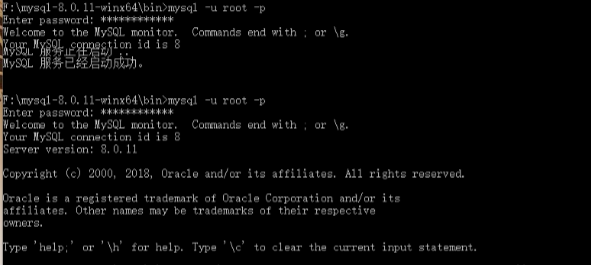 F:\mysql-8.0.11-winx64\bin>mysql -u root -p
Enter password: ************
Welcome to the MySQL monitor.  Commands end with ; or \g.
Your MySQL connection id is 8
MySQL 服务正在启动 ..
MySQL 服务已经启动成功。
F:\mysql-8.0.11-winx64\bin>mysql -u root -p
Enter password: ************
Welcome to the MySQL monitor.  Commands end with ; or \g.
Your MySQL connection id is 8
Server version: 8.0.11
Copyright (c) 2000, 2018, Oracle and/or its affiliates. All rights reserved.
Oracle is a registered trademark of Oracle Corporation and/or its
affiliates. Other names may be trademarks of their respective
owners.
Type 'help;' or '\h' for help. Type '\c' to clear the current input statement.